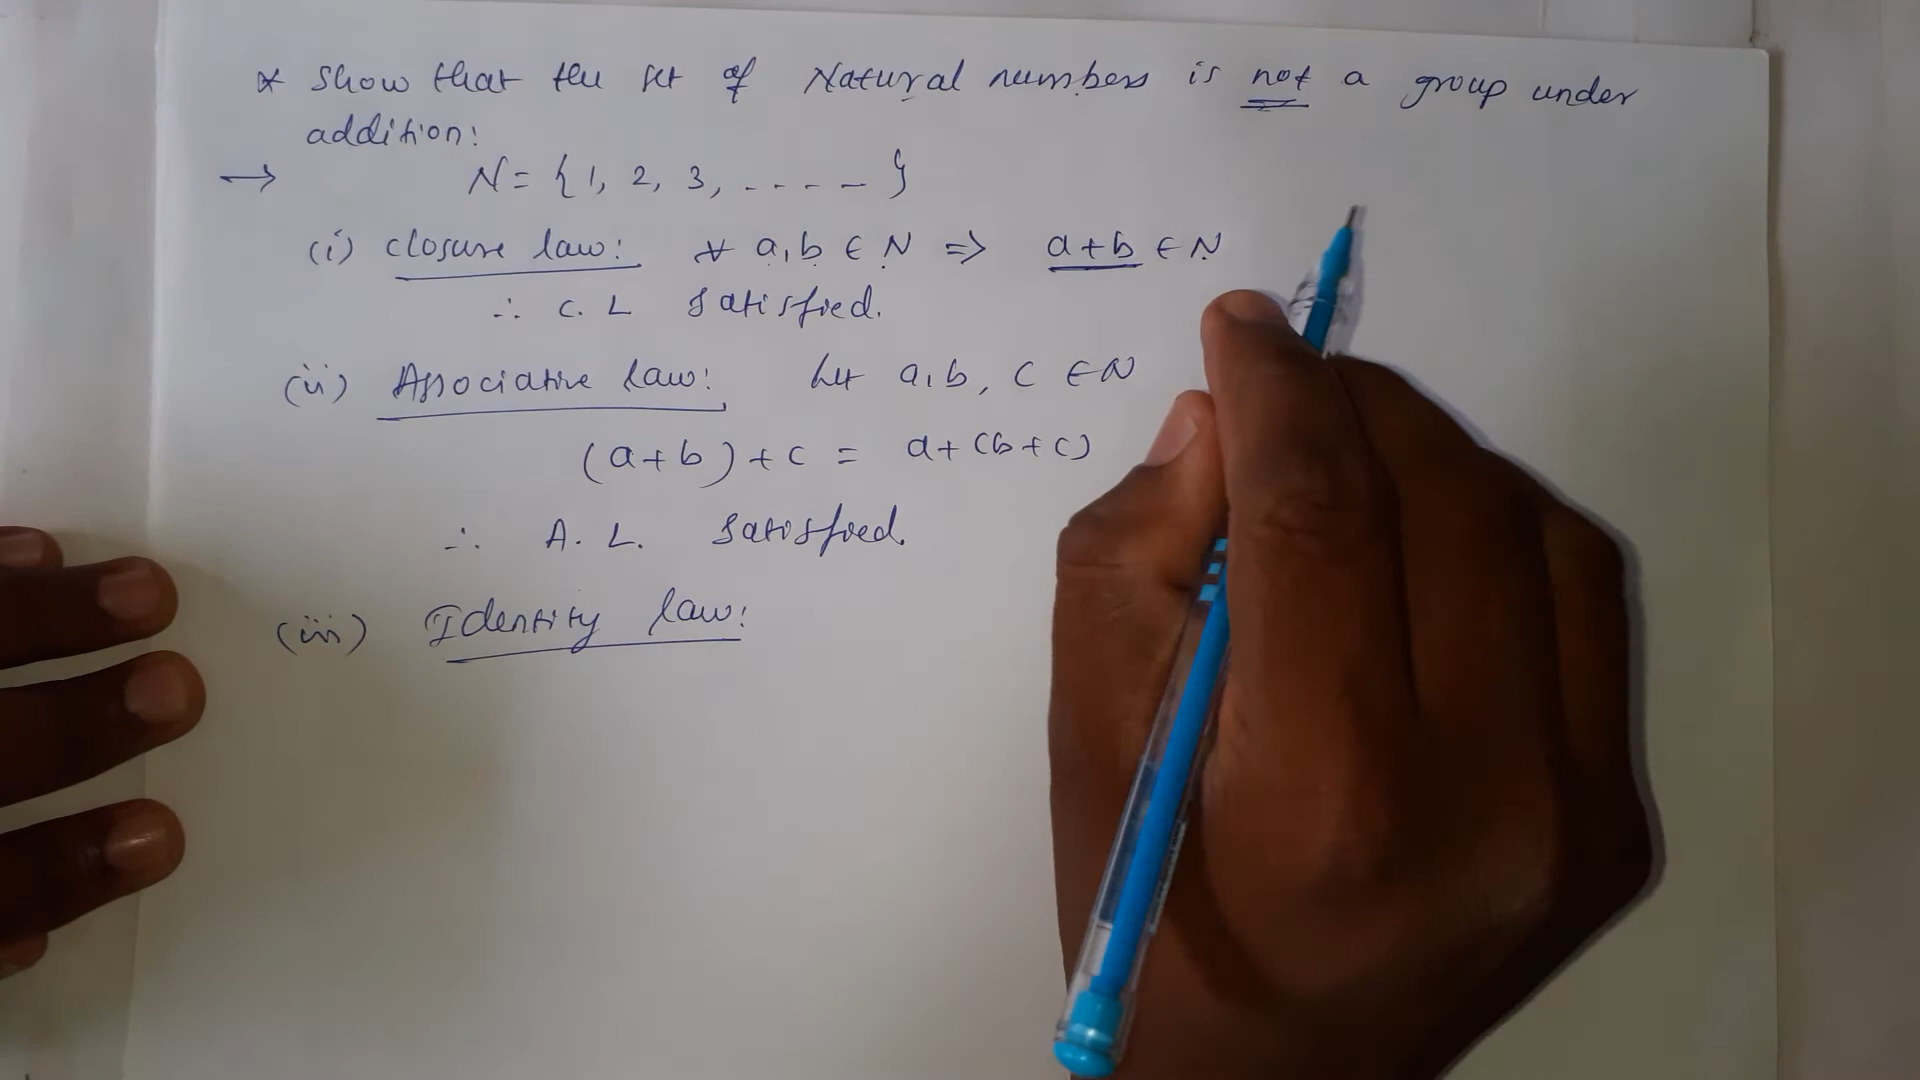 * Show that the set of Natural numbers is not a group under
addition:
→ N = {1, 2, 3, ----- }
(i) closure law: ∀ a, b ∈ N ⇒ a+b ∈ N
∴ C. L satisfied.
(ii) Associative law: Let a, b, c ∈ N
(a+b)+c = a+(b+c)
∴ A. L. satisfied.
(iii) Identity law: